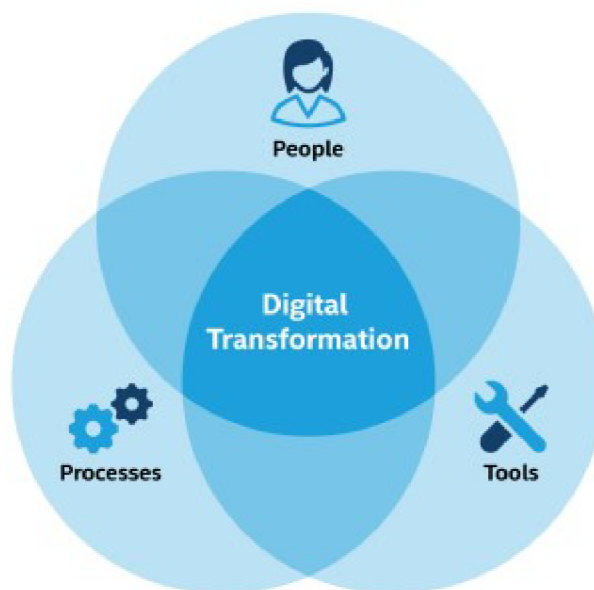 People
Digital
Transformation
Processes
Tools